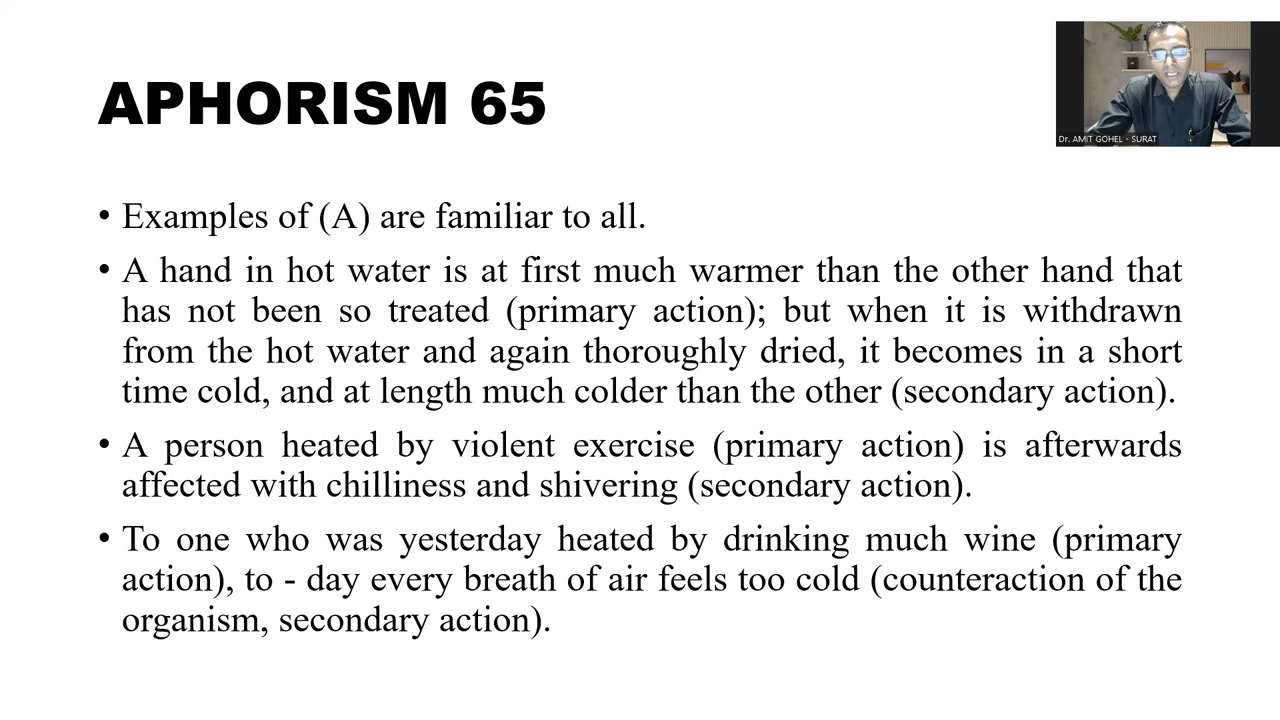 APHORISM 65
Dr. AMIT GOHEL - SURAT
• Examples of (A) are familiar to all.
• A hand in hot water is at first much warmer than the other hand that
has not been so treated (primary action); but when it is withdrawn
from the hot water and again thoroughly dried, it becomes in a short
time cold, and at length much colder than the other (secondary action).
• A person heated by violent exercise (primary action) is afterwards
affected with chilliness and shivering (secondary action).
• To one who was yesterday heated by drinking much wine (primary
action), to - day every breath of air feels too cold (counteraction of the
organism, secondary action).